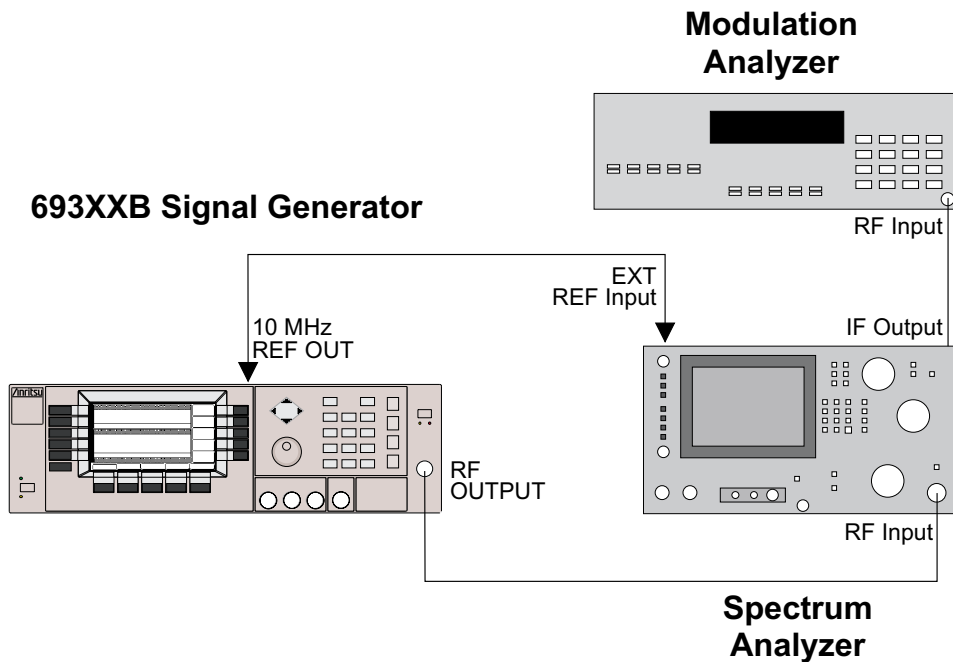 Modulation
Analyzer
693XXB Signal Generator
RF Input
EXT
REF Input
10 MHz
REF OUT
IF Output
Anritsu
RF
OUTPUT
RF Input
Spectrum
Analyzer